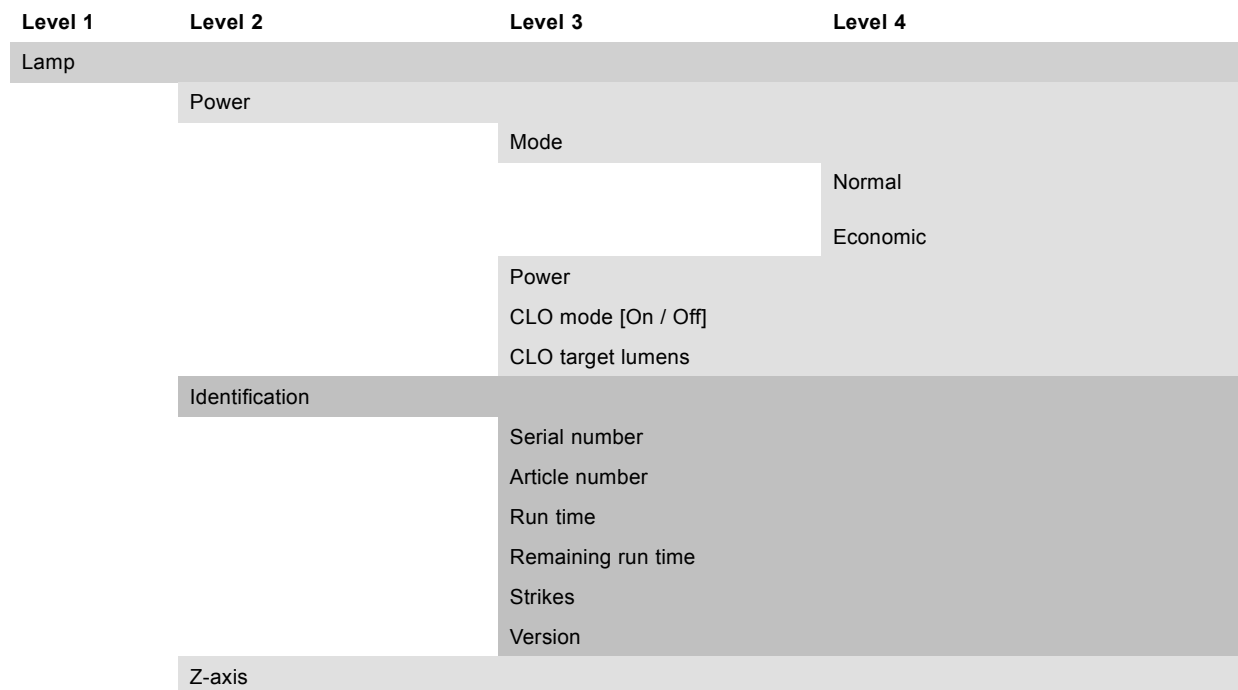 Level 1 Level 2 Level 3 Level 4
Lamp
Power
Mode
Normal
Economic
Power
CLO mode [On / Off]
CLO target lumens
Identification
Serial number
Article number
Run time
Remaining run time
Strikes
Version
Z-axis